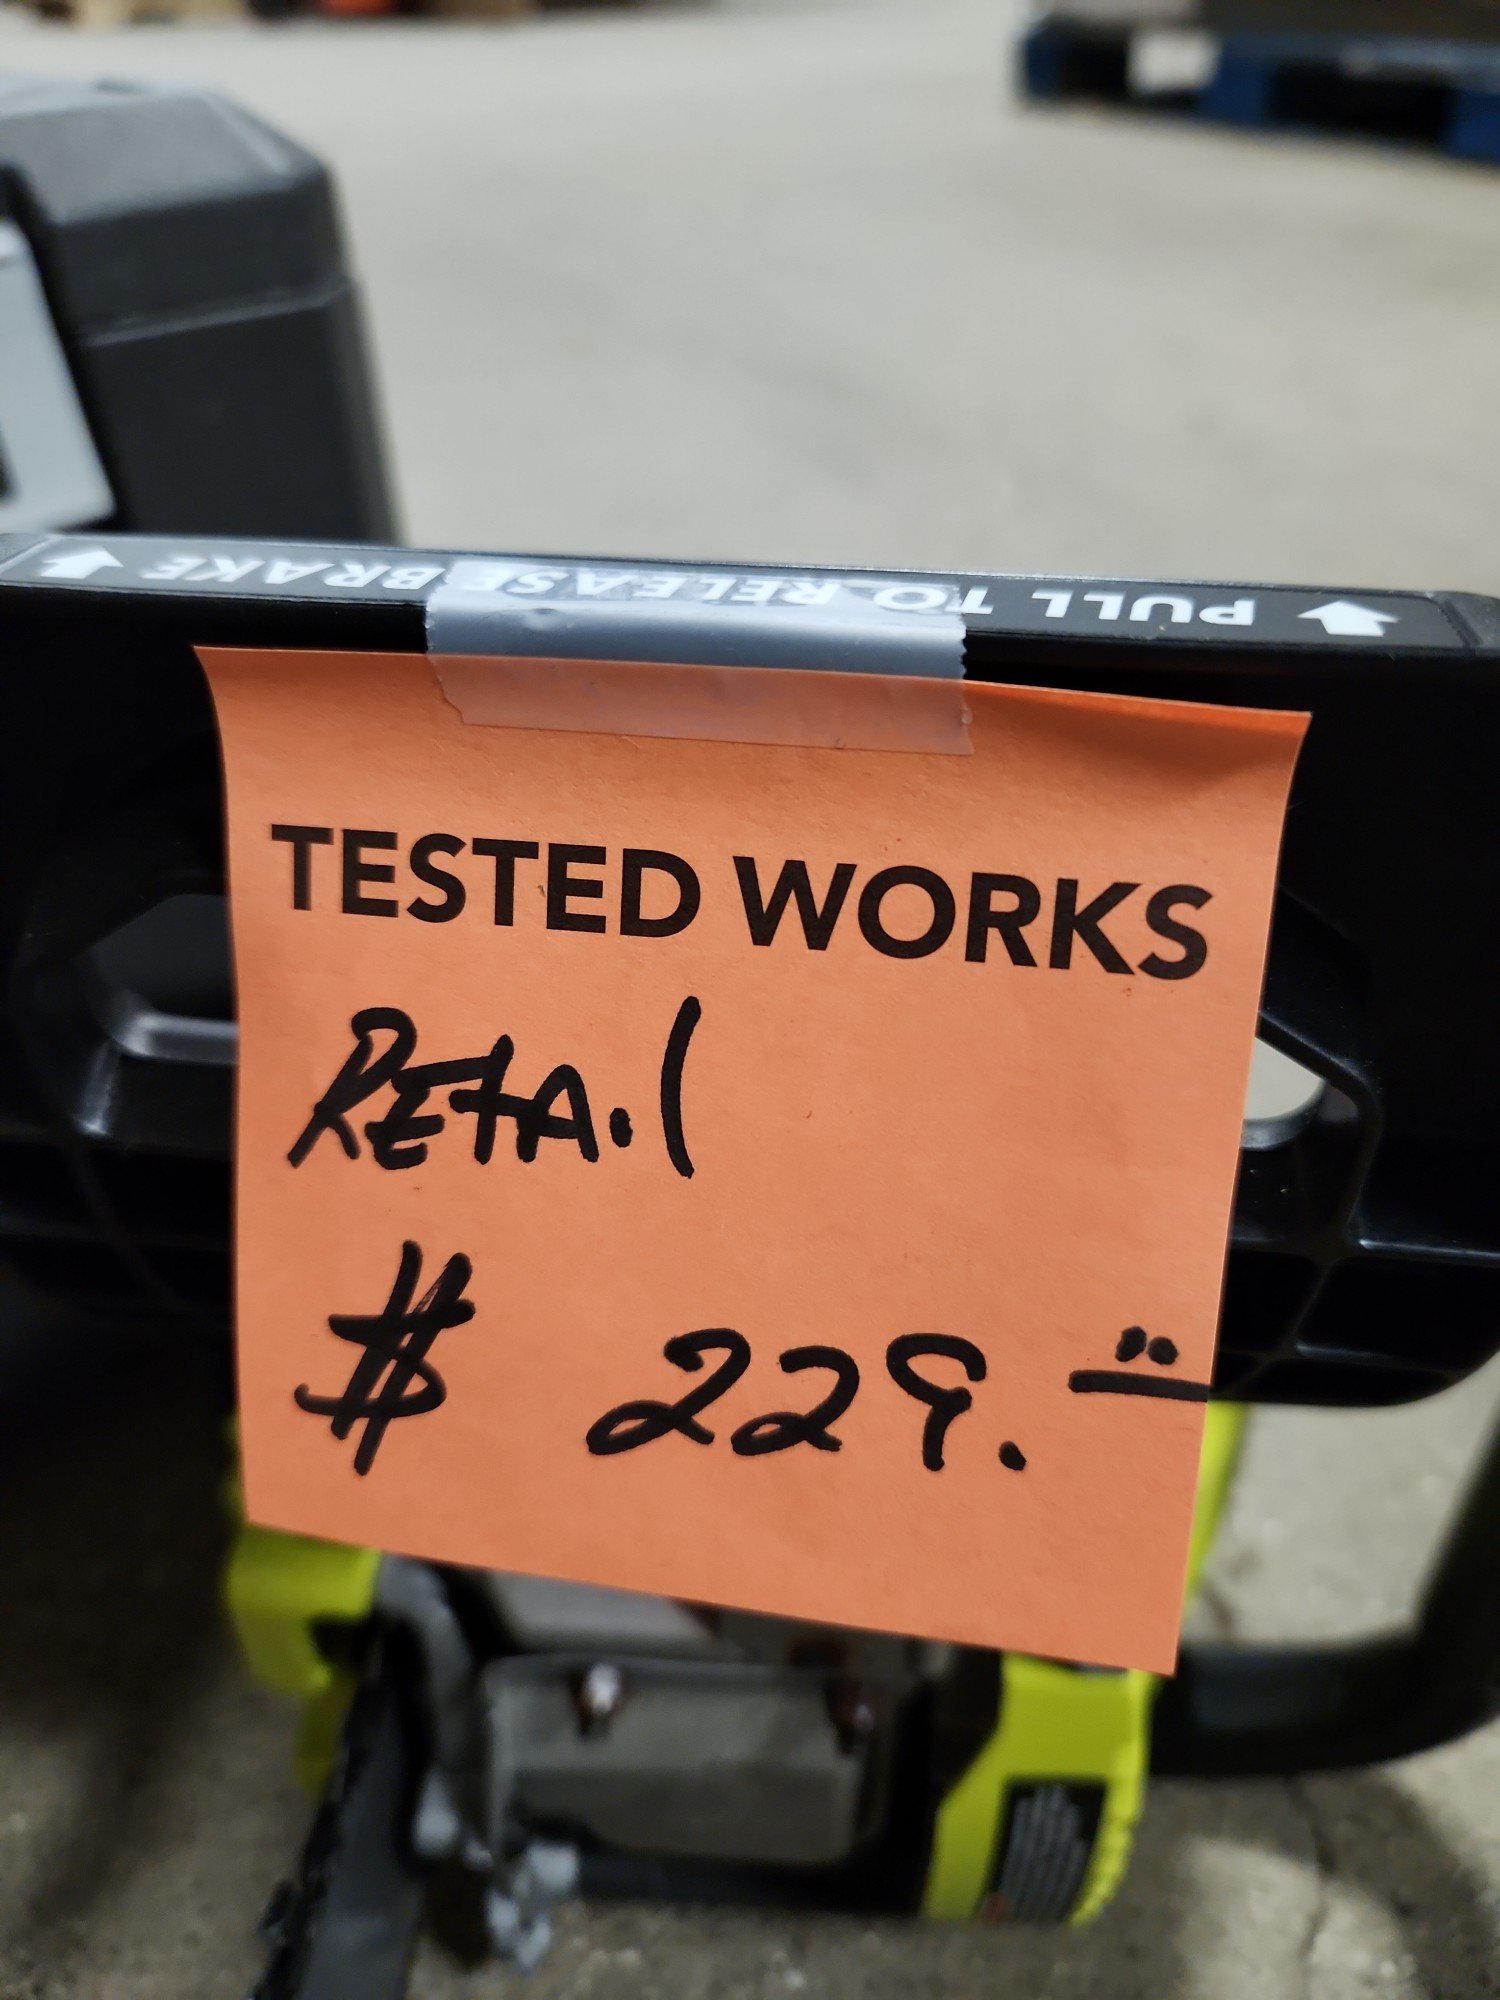 PULL TO RELEASE BRAKE
TESTED WORKS
RETAIL
$ 229.00